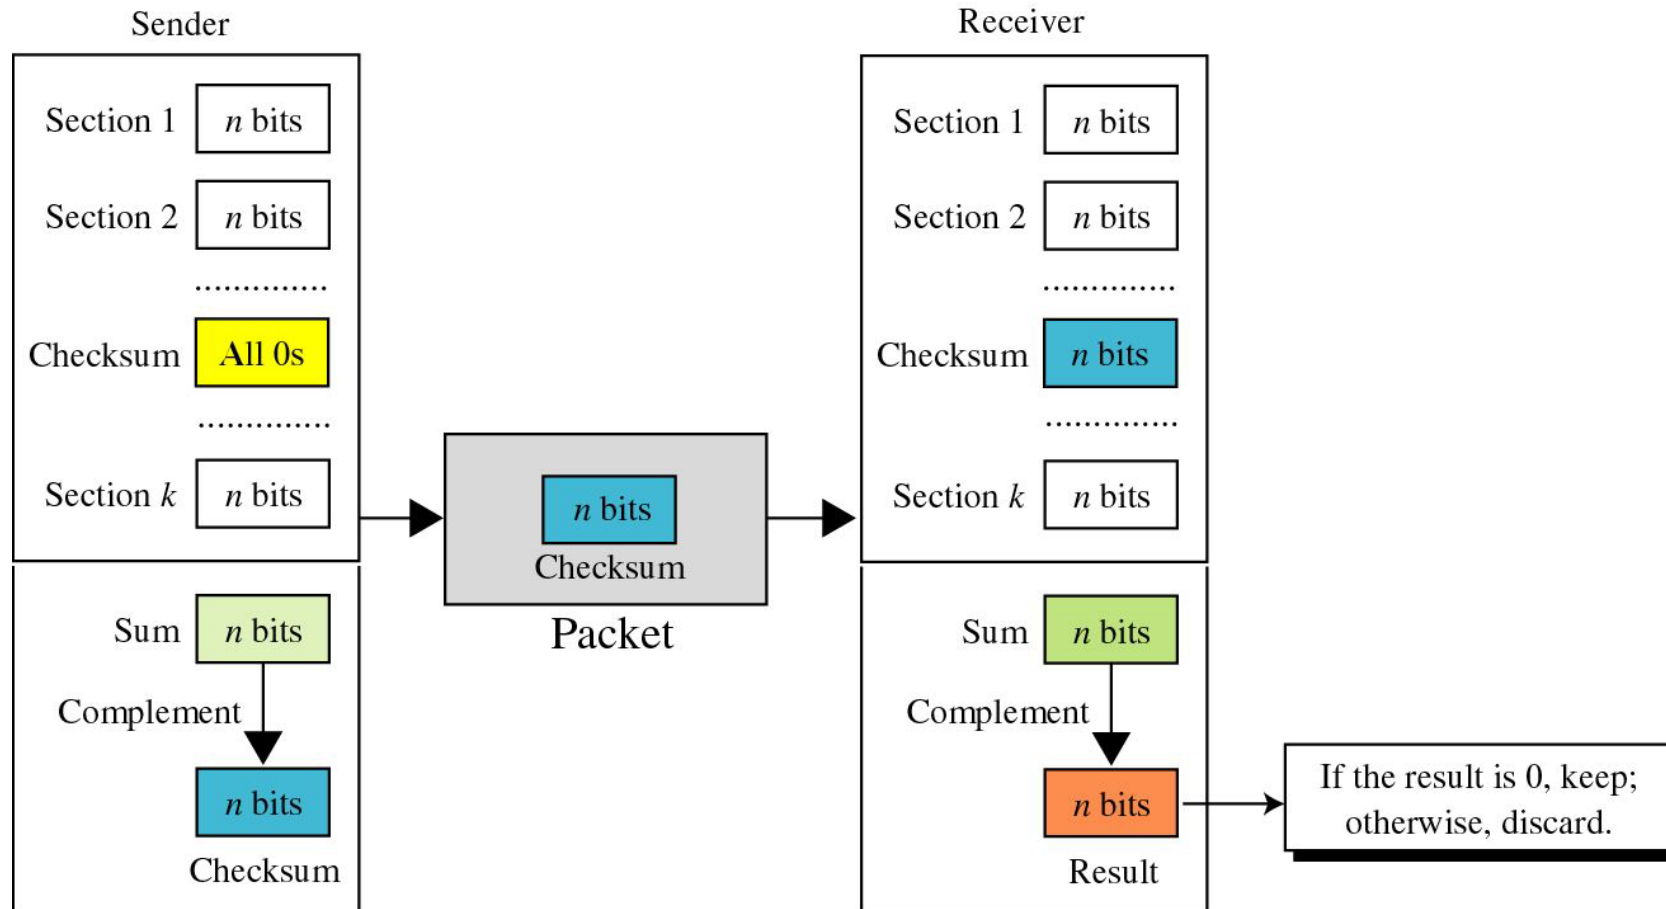 Sender
Section 1 n bits
Section 2 n bits
..............
Checksum All 0s
..............
Section k n bits
Sum n bits
Complement
n bits
Checksum
n bits
Checksum
Packet
Receiver
Section 1 n bits
Section 2 n bits
..............
Checksum n bits
..............
Section k n bits
Sum n bits
Complement
n bits
Result
If the result is 0, keep;
otherwise, discard.